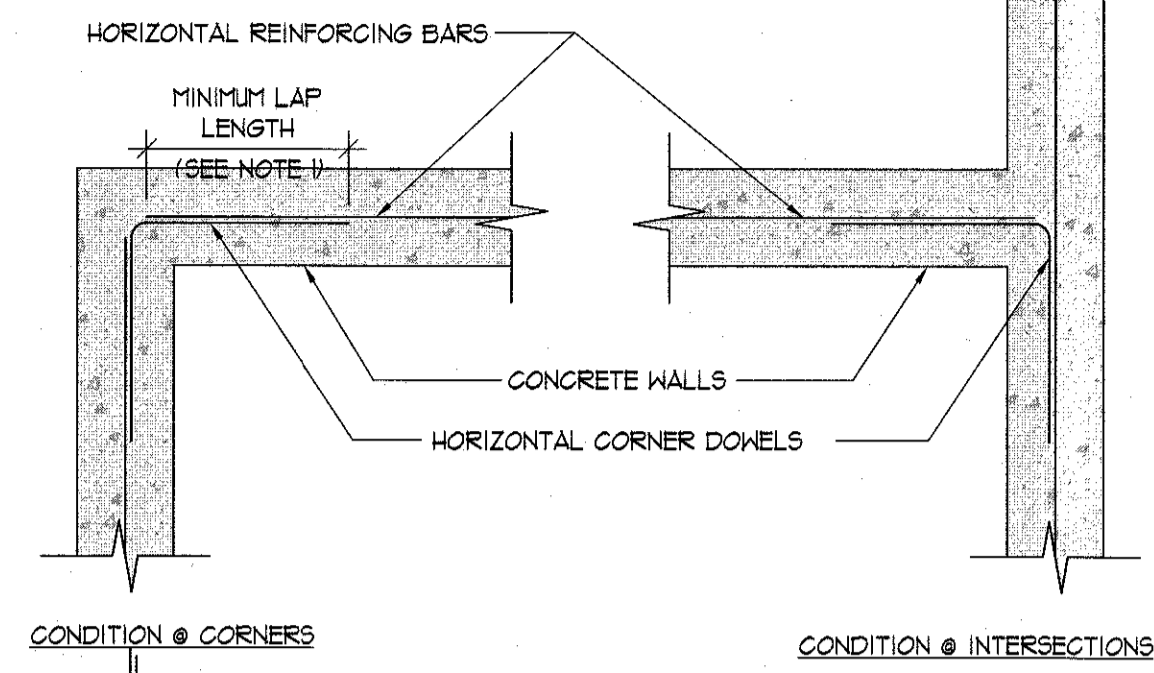 HORIZONTAL REINFORCING BARS
MINIMUM LAP
LENGTH
(SEE NOTE 1)
CONCRETE WALLS
HORIZONTAL CORNER DOWELS
CONDITION @ CORNERS
CONDITION @ INTERSECTIONS